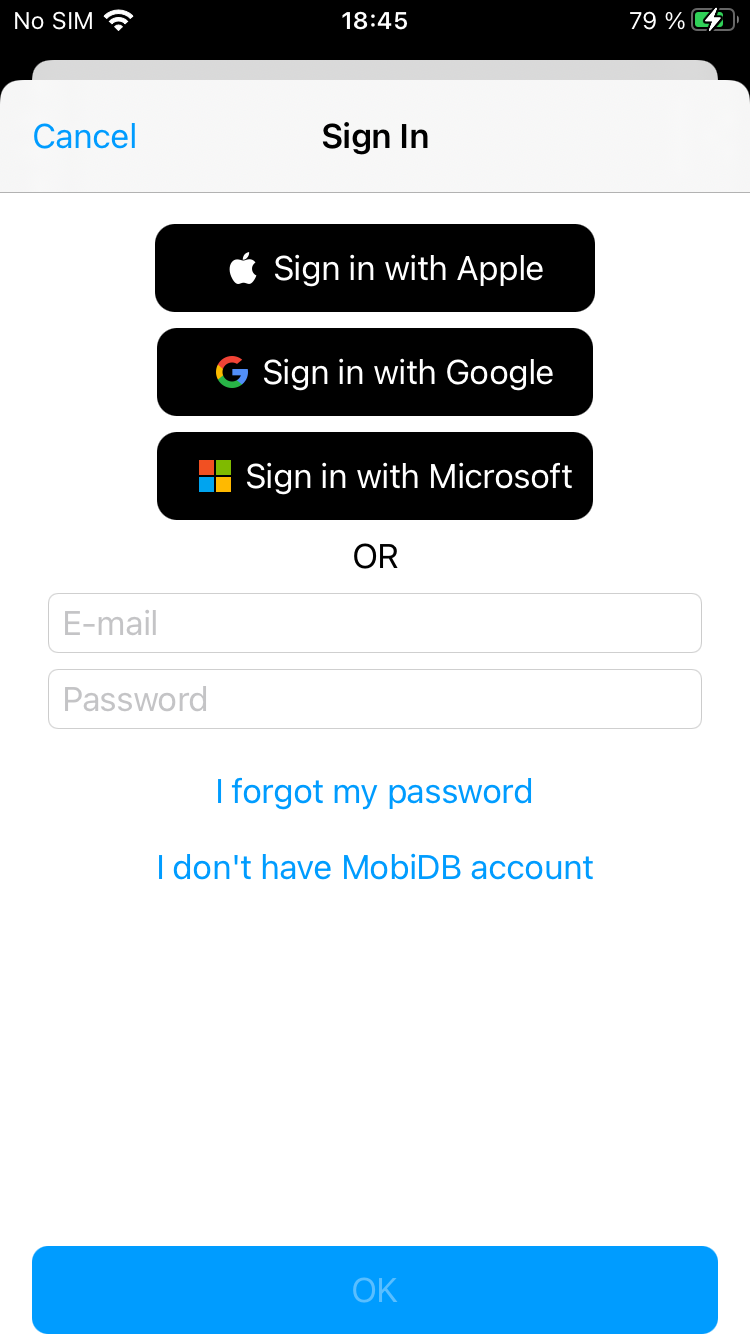 No SIM 18:45 79 %
Cancel Sign In
Sign in with Apple
Sign in with Google
Sign in with Microsoft
OR
E-mail
Password
I forgot my password
I don't have MobiDB account
OK